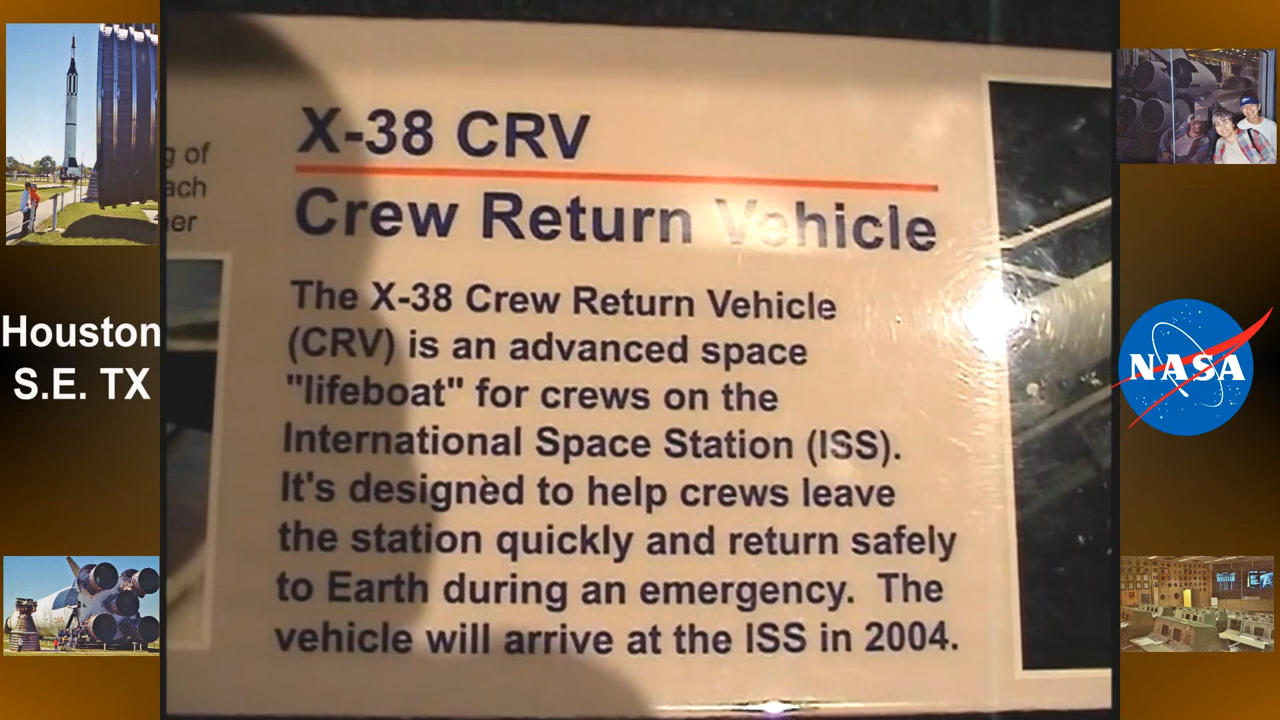 X-38 CRV
Crew Return Vehicle
The X-38 Crew Return Vehicle
(CRV) is an advanced space
"lifeboat" for crews on the
International Space Station (ISS).
It's designed to help crews leave
the station quickly and return safely
to Earth during an emergency.  The
vehicle will arrive at the ISS in 2004.
of
Houston
S.E. TX
NASA